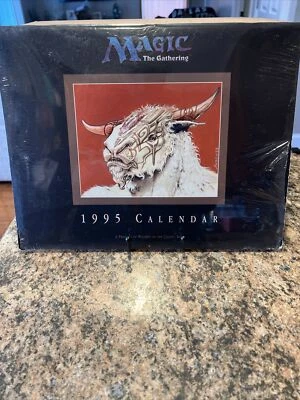 MAGIC
The Gathering
1995 CALENDAR